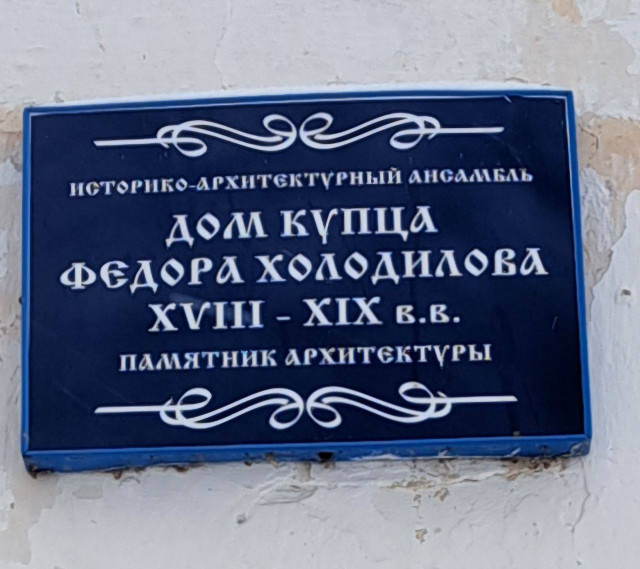 ИСТОРИКО-АРХИТЕКТУРНЫЙ АНСАМБЛЬ
ДОМ КУПЦА
ФЕДОРА ХОЛОДИЛОВА
XVIII - XIX в.в.
ПАМЯТНИК АРХИТЕКТУРЫ